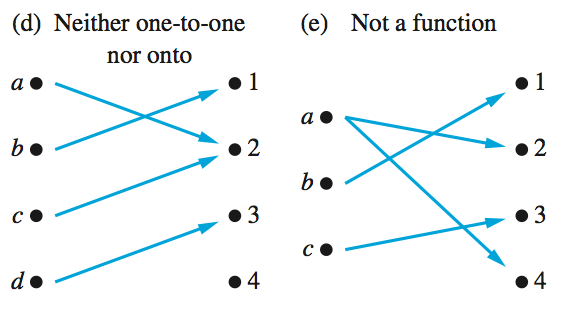 (d) Neither one-to-one
nor onto
a 1
b 2
c 3
d 4
(e) Not a function
1
a
2
b
3
c
4